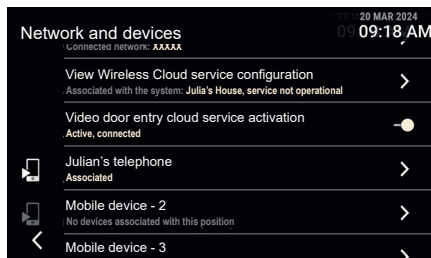 20 MAR 2024
Network and devices
09:18 AM
Connected network: XXXXX
View Wireless Cloud service configuration
Associated with the system: Julia's House, service not operational
Video door entry cloud service activation
Active, connected
Julian's telephone
Associated
Mobile device - 2
No devices associated with this position
Mobile device - 3